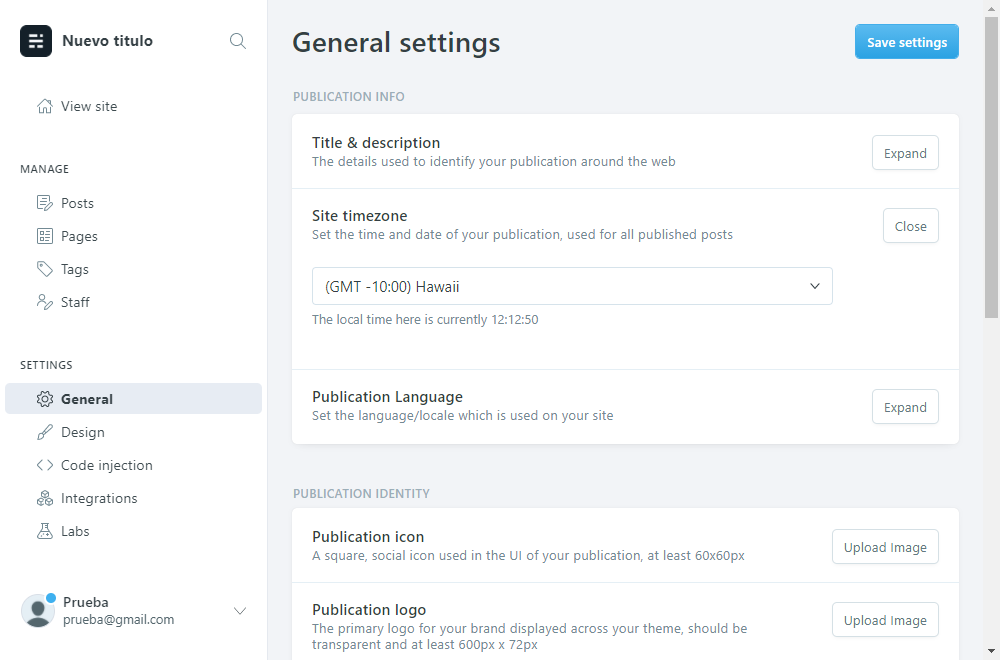 Nuevo titulo
View site
MANAGE
Posts
Pages
Tags
Staff
SETTINGS
General
Design
Code injection
Integrations
Labs
Prueba
prueba@gmail.com
General settings
Save settings
PUBLICATION INFO
Title & description
The details used to identify your publication around the web
Expand
Site timezone
Set the time and date of your publication, used for all published posts
Close
(GMT -10:00) Hawaii
The local time here is currently 12:12:50
Publication Language
Set the language/locale which is used on your site
Expand
PUBLICATION IDENTITY
Publication icon
A square, social icon used in the UI of your publication, at least 60x60px
Upload Image
Publication logo
The primary logo for your brand displayed across your theme, should be
transparent and at least 600px x 72px
Upload Image